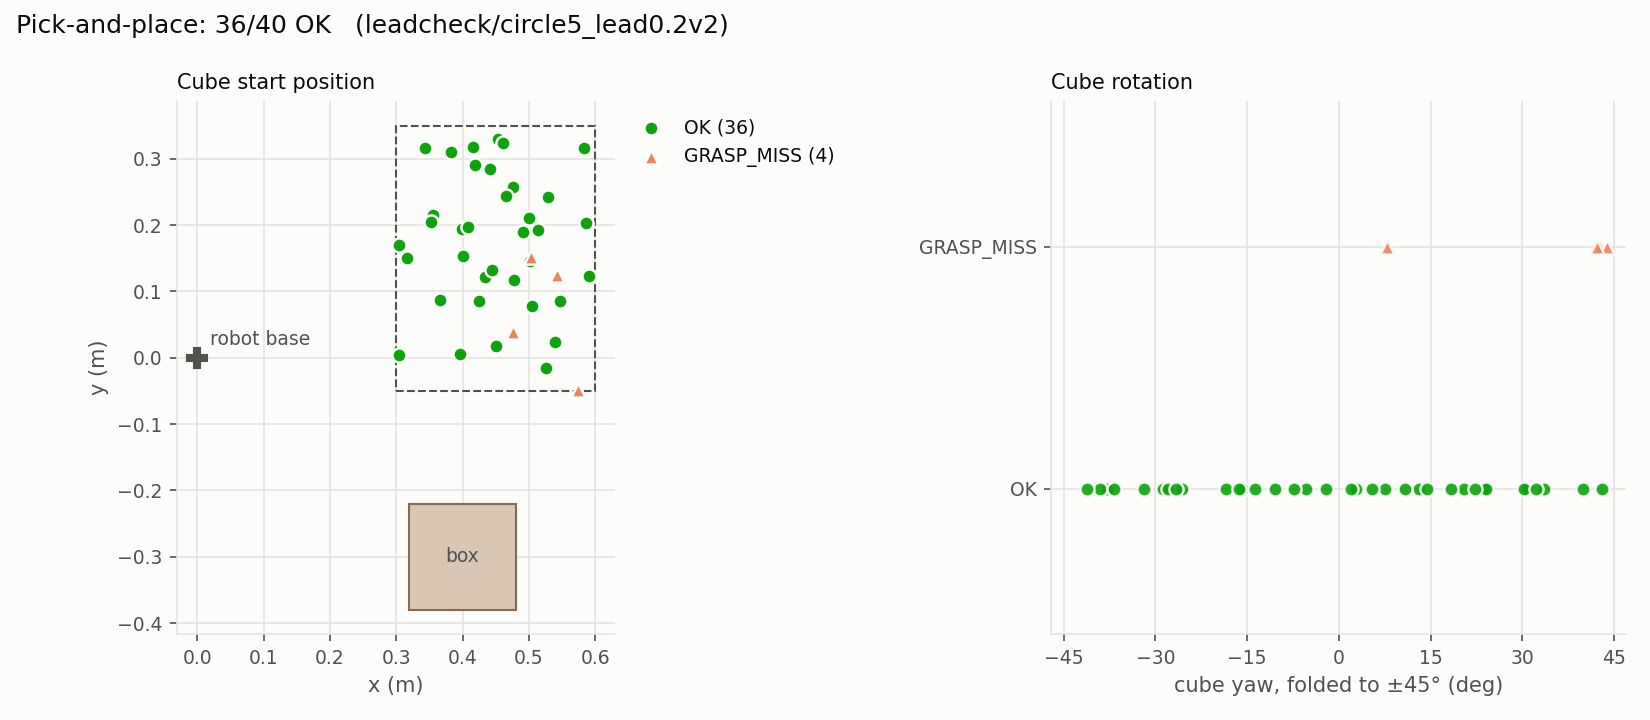 Pick-and-place: 36/40 OK   (leadcheck/circle5_lead0.2v2)
Cube start position
OK (36)
GRASP_MISS (4)
robot base
box
0.3
0.2
0.1
0.0
−0.1
−0.2
−0.3
−0.4
y (m)
0.0 0.1 0.2 0.3 0.4 0.5 0.6
x (m)
Cube rotation
GRASP_MISS
OK
−45 −30 −15 0 15 30 45
cube yaw, folded to ±45° (deg)